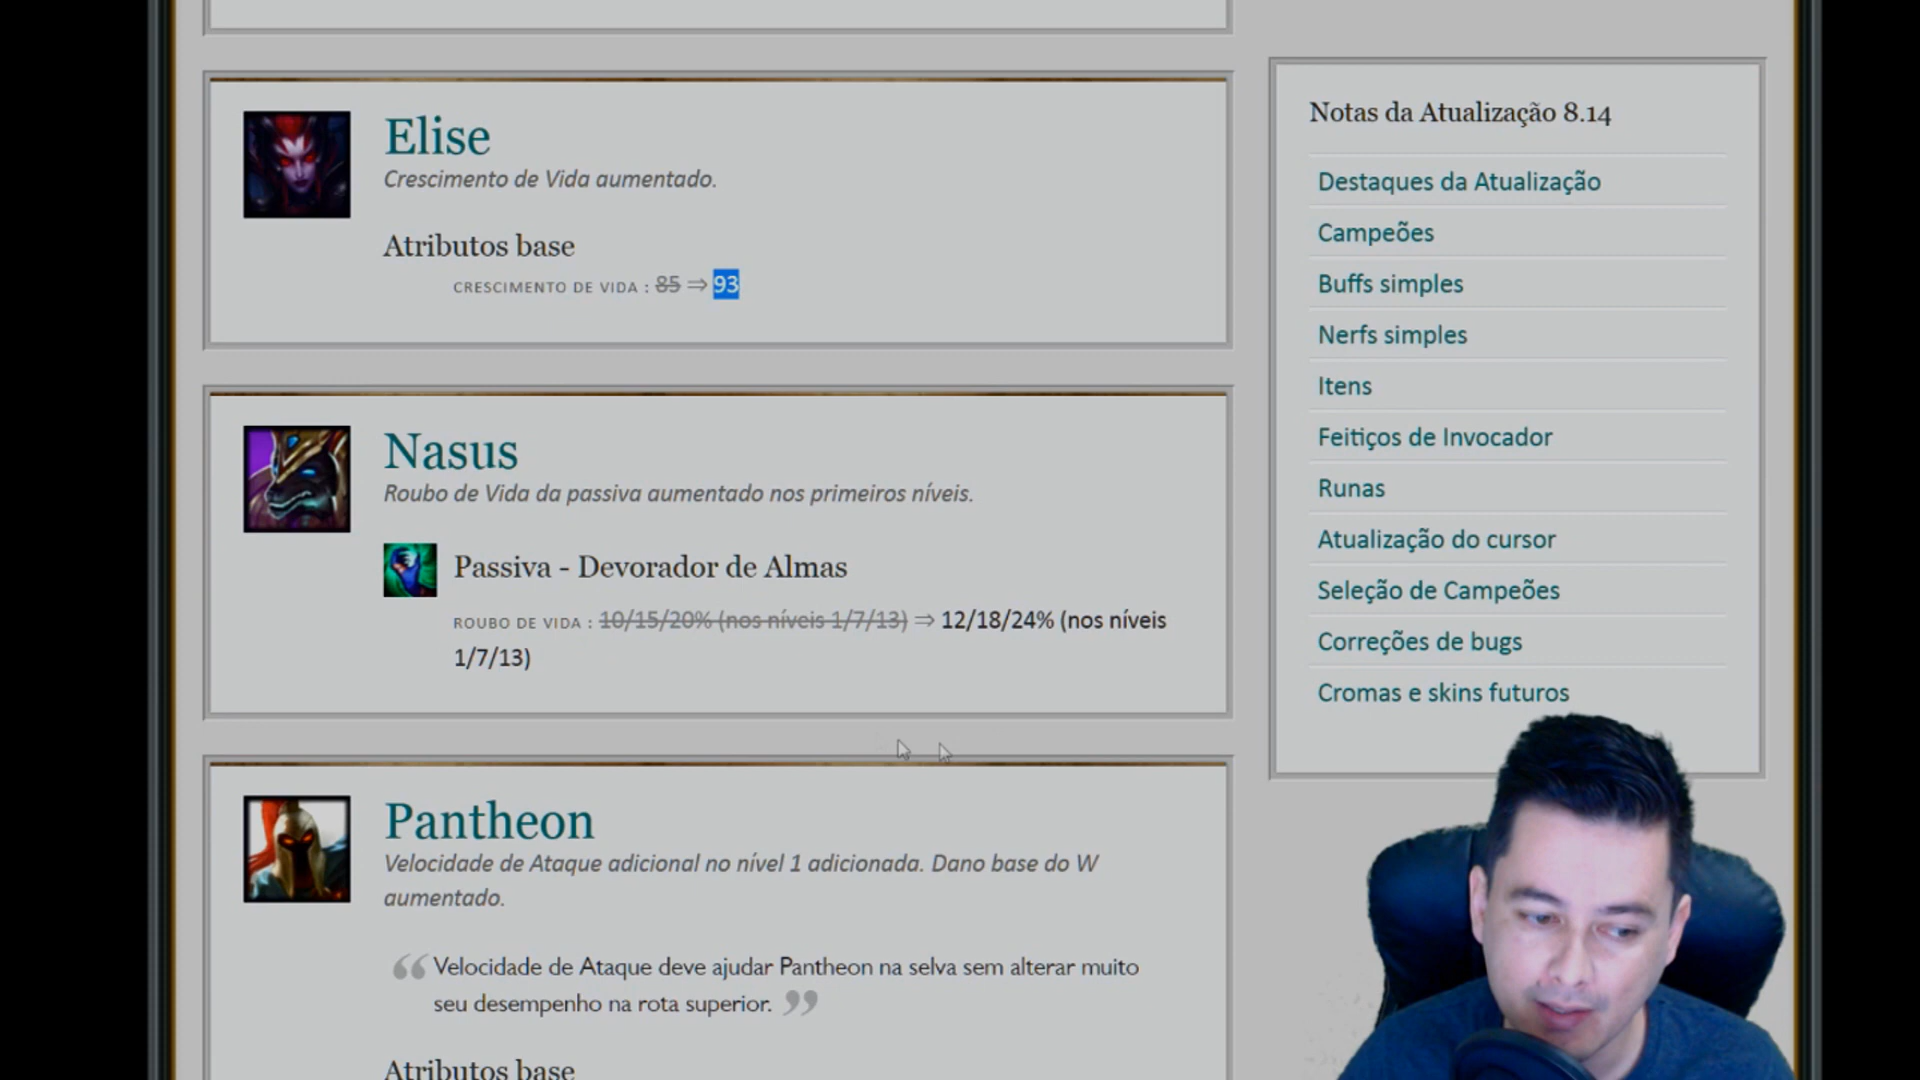 Elise
Crescimento de Vida aumentado.
Atributos base
CRESCIMENTO DE VIDA : 85 ⇒ 93
Nasus
Roubo de Vida da passiva aumentado nos primeiros níveis.
Passiva - Devorador de Almas
ROUBO DE VIDA : 10/15/20% (nos níveis 1/7/13) ⇒ 12/18/24% (nos níveis
1/7/13)
Pantheon
Velocidade de Ataque adicional no nível 1 adicionada. Dano base do W
aumentado.
“ Velocidade de Ataque deve ajudar Pantheon na selva sem alterar muito
seu desempenho na rota superior. ”
Atributos base
Notas da Atualização 8.14
Destaques da Atualização
Campeões
Buffs simples
Nerfs simples
Itens
Feitiços de Invocador
Runas
Atualização do cursor
Seleção de Campeões
Correções de bugs
Cromas e skins futuros